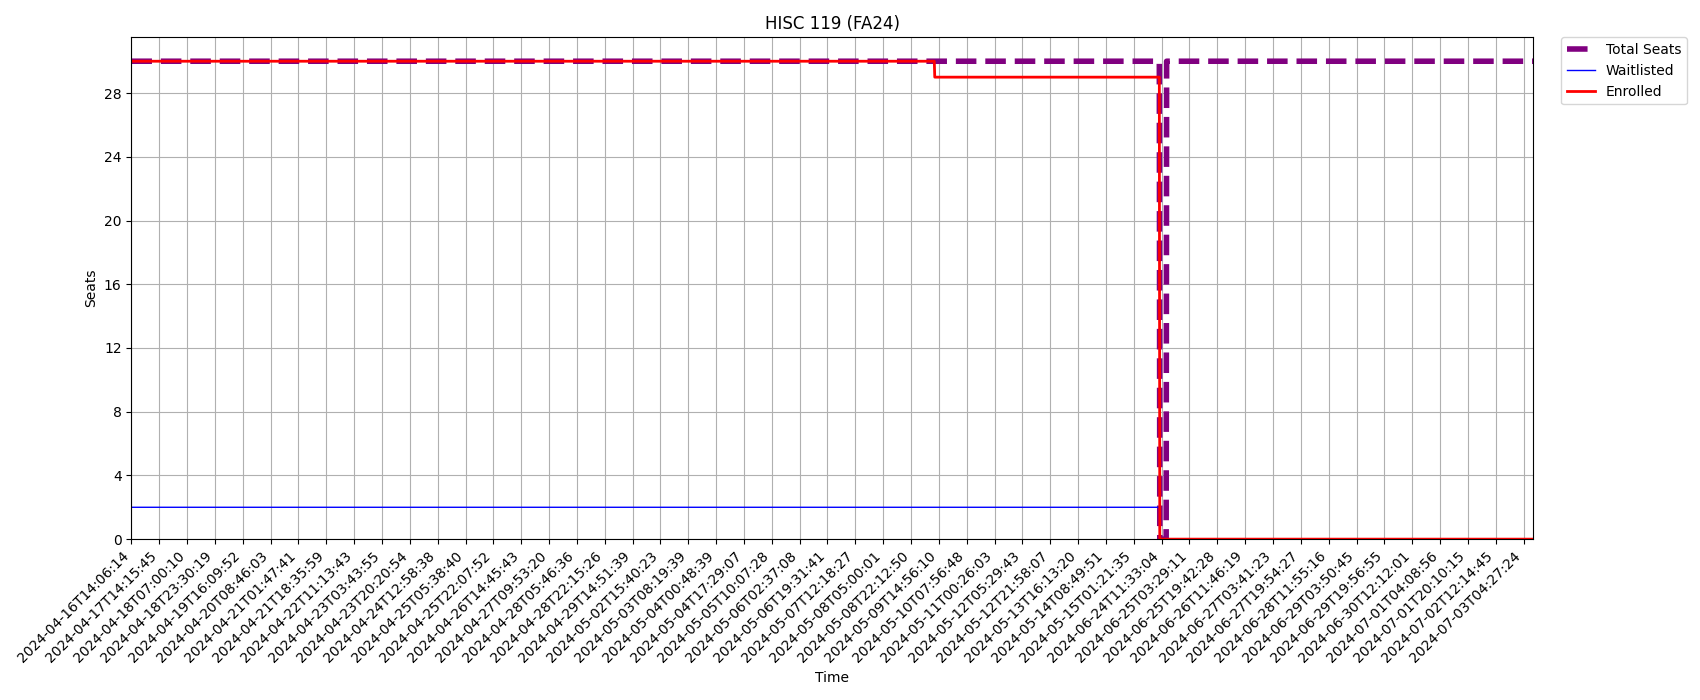 HISC 119 (FA24)
Total Seats
Waitlisted
Enrolled
28
24
20
16
12
8
4
0
Seats
2024-04-16T14:06:14
2024-04-17T14:15:45
2024-04-18T07:00:10
2024-04-18T23:30:19
2024-04-19T16:09:52
2024-04-20T08:46:03
2024-04-21T01:47:41
2024-04-21T18:35:59
2024-04-22T11:13:43
2024-04-23T03:43:55
2024-04-23T20:20:54
2024-04-24T12:58:38
2024-04-25T05:38:40
2024-04-25T22:07:52
2024-04-26T14:45:43
2024-04-27T09:53:20
2024-04-28T05:46:36
2024-04-28T22:15:26
2024-04-29T14:51:39
2024-05-02T15:40:23
2024-05-03T08:19:39
2024-05-04T00:48:39
2024-05-04T17:29:07
2024-05-05T10:07:28
2024-05-06T02:37:08
2024-05-06T19:31:41
2024-05-07T12:18:27
2024-05-08T05:00:01
2024-05-08T22:12:50
2024-05-09T14:56:10
2024-05-10T07:56:48
2024-05-11T00:26:03
2024-05-12T05:29:43
2024-05-12T21:58:07
2024-05-13T16:13:20
2024-05-14T08:49:51
2024-05-15T01:21:35
2024-06-24T11:33:04
2024-06-25T03:29:11
2024-06-25T19:42:28
2024-06-26T11:46:19
2024-06-27T03:41:23
2024-06-27T19:54:27
2024-06-28T11:55:16
2024-06-29T03:50:45
2024-06-29T19:56:55
2024-06-30T12:12:01
2024-07-01T04:08:56
2024-07-01T20:10:15
2024-07-02T12:14:45
2024-07-03T04:27:24
Time